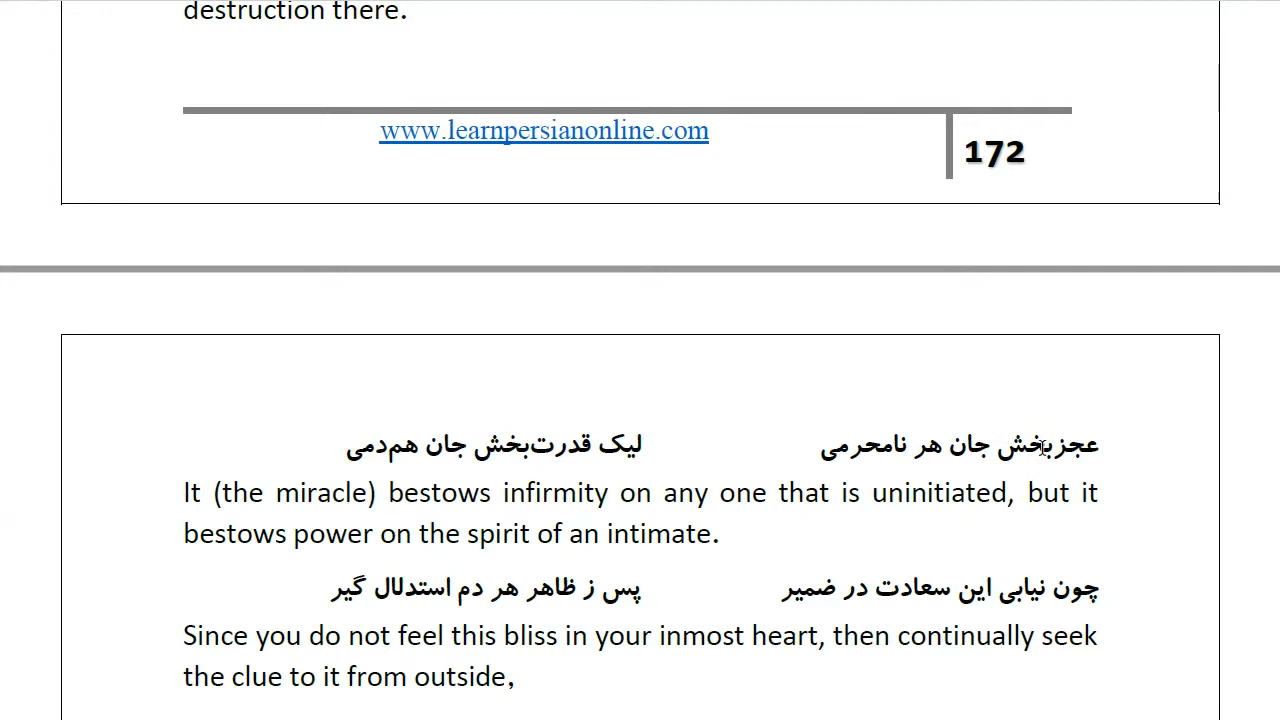 destruction there.
www.learnpersianonline.com
172
عجزبخش جان هر نامحرمی لیک قدرت‌بخش جان هم‌دمی
It (the miracle) bestows infirmity on any one that is uninitiated, but it
bestows power on the spirit of an intimate.
چون نیابی این سعادت در ضمیر پس ز ظاهر هر دم استدلال گیر
Since you do not feel this bliss in your inmost heart, then continually seek
the clue to it from outside,